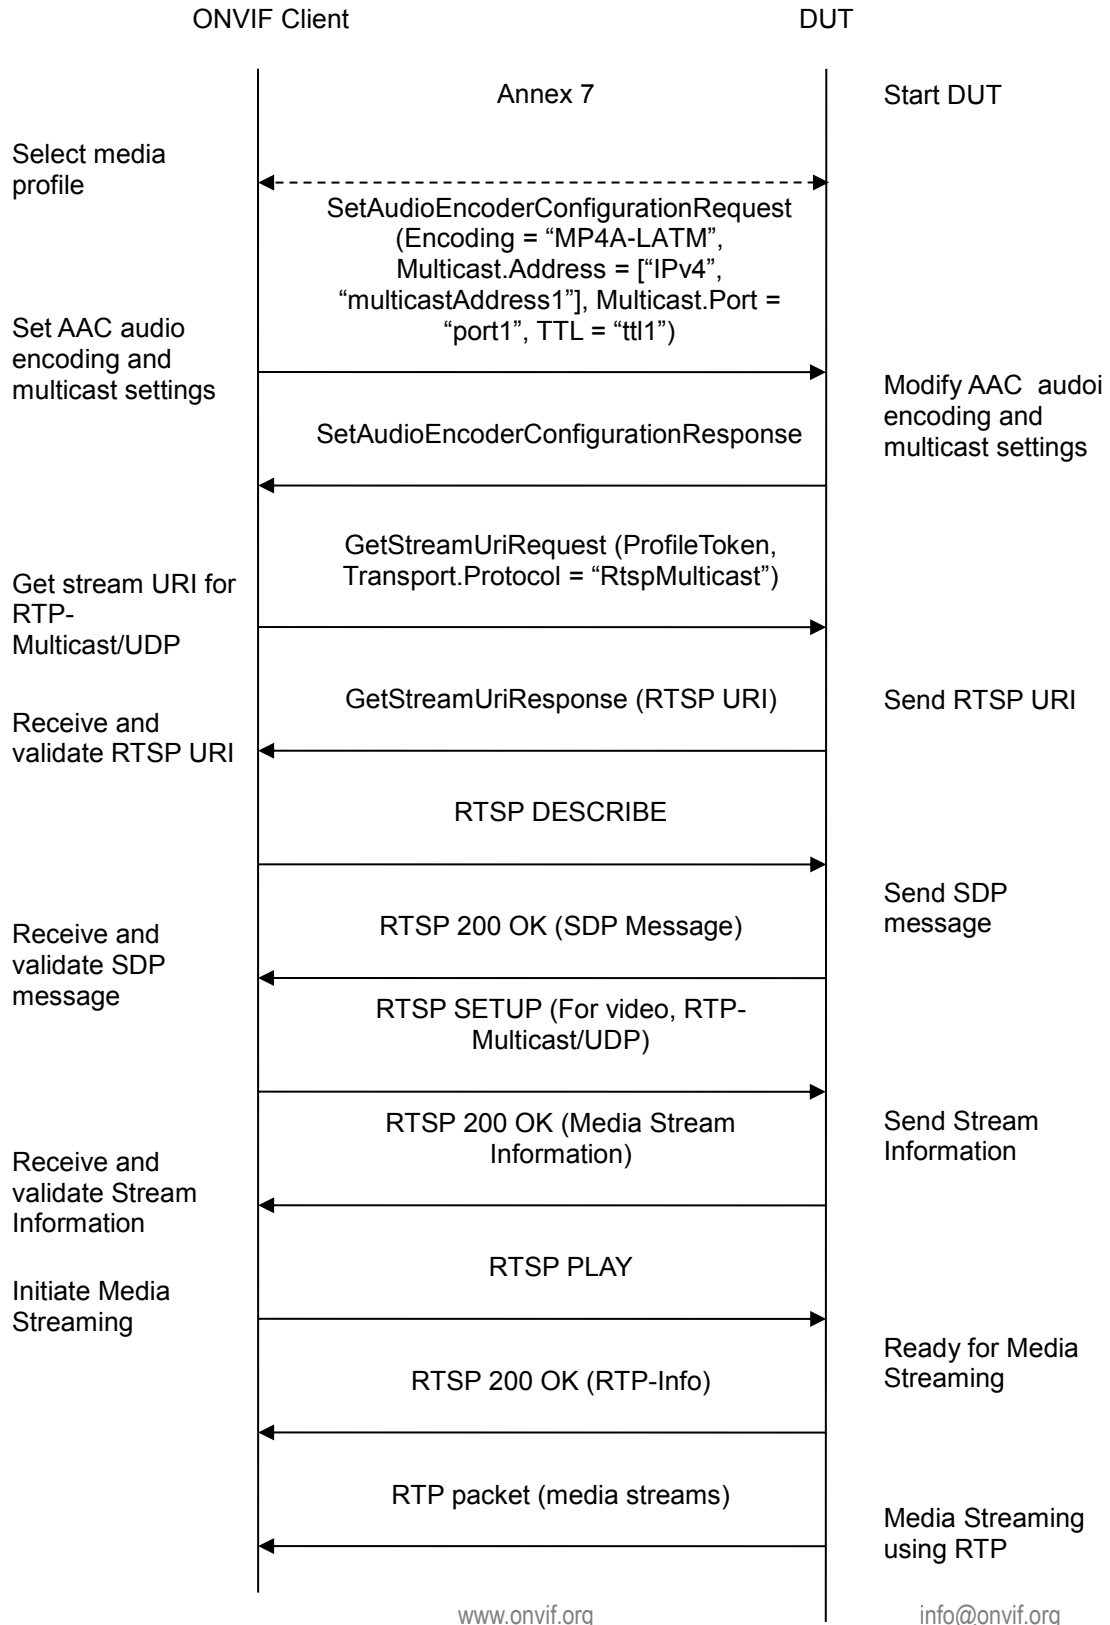 ONVIF Client
DUT
Annex 7
Start DUT
Select media
profile
SetAudioEncoderConfigurationRequest
(Encoding = “MP4A-LATM”,
Multicast.Address = [“IPv4”,
“multicastAddress1”], Multicast.Port =
“port1”, TTL = “ttl1”)
Set AAC audio
encoding and
multicast settings
Modify AAC  audoi
encoding and
multicast settings
SetAudioEncoderConfigurationResponse
GetStreamUriRequest (ProfileToken,
Transport.Protocol = “RtspMulticast”)
Get stream URI for
RTP-
Multicast/UDP
GetStreamUriResponse (RTSP URI)
Send RTSP URI
Receive and
validate RTSP URI
RTSP DESCRIBE
Send SDP
message
RTSP 200 OK (SDP Message)
Receive and
validate SDP
message
RTSP SETUP (For video, RTP-
Multicast/UDP)
RTSP 200 OK (Media Stream
Information)
Send Stream
Information
Receive and
validate Stream
Information
RTSP PLAY
Initiate Media
Streaming
Ready for Media
Streaming
RTSP 200 OK (RTP-Info)
RTP packet (media streams)
Media Streaming
using RTP
www.onvif.org
info@onvif.org